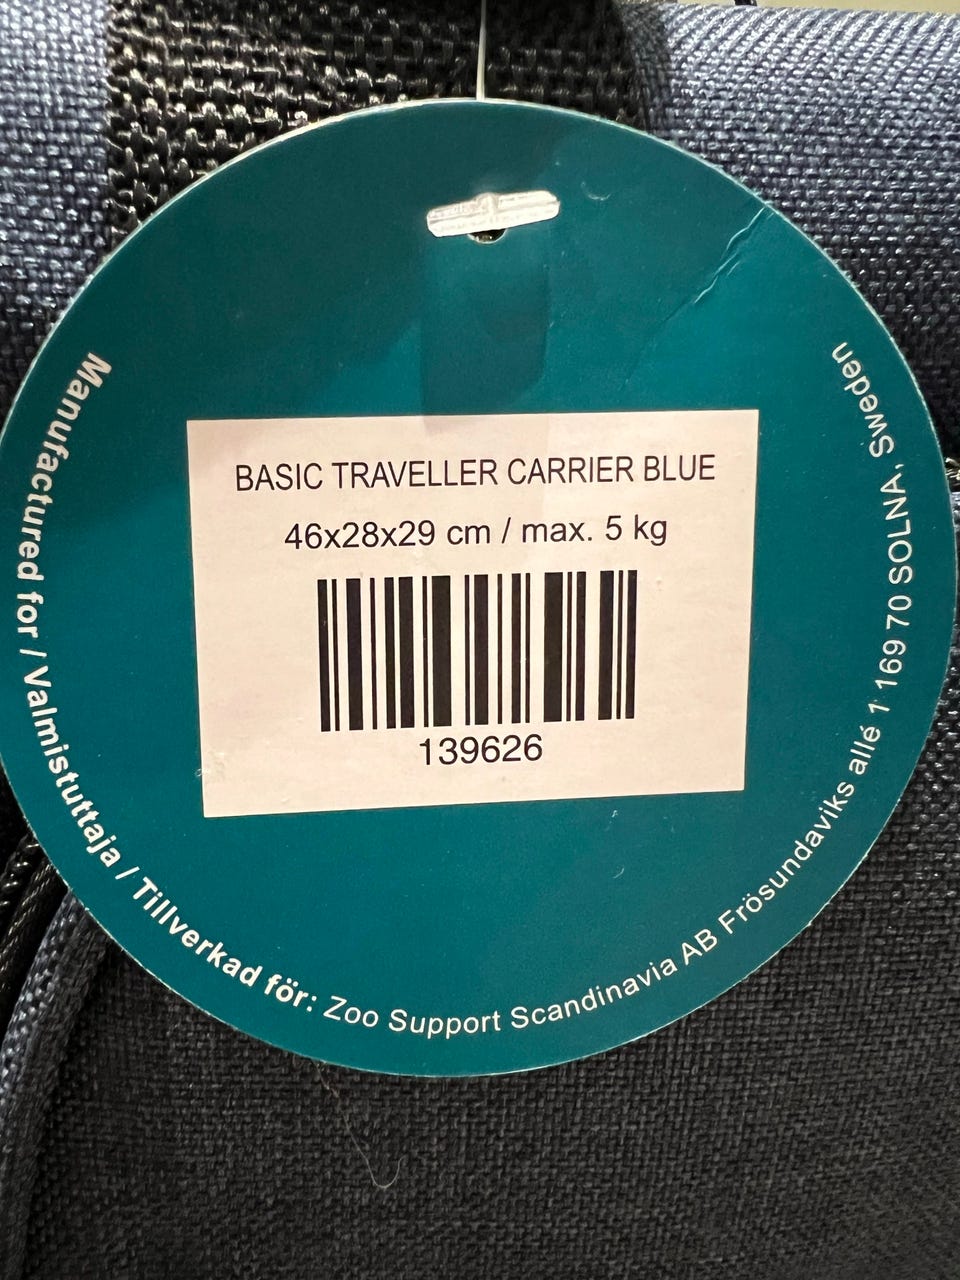 BASIC TRAVELLER CARRIER BLUE
46x28x29 cm / max. 5 kg
139626
Manufactured for / Valmistuttaja / Tillverkad för: Zoo Support Scandinavia AB Frösundaviks allé 1 169 70 SOLNA, Sweden